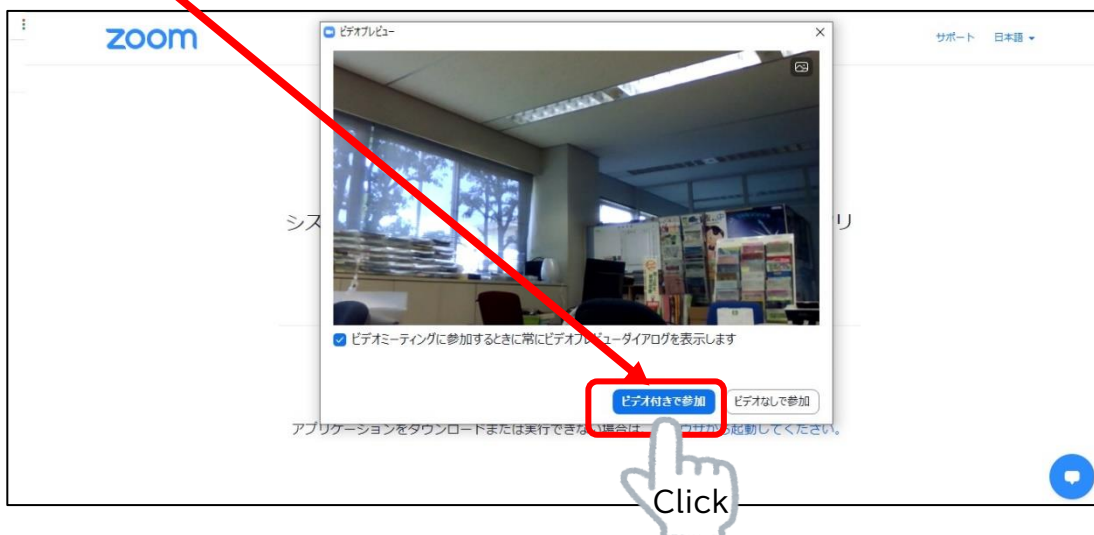 zoom
ビデオプレビュー
サポート 日本語
シス
リ
ビデオミーティングに参加するときに常にビデオプレビューダイアログを表示します
ビデオ付きで参加 ビデオなしで参加
アプリケーションをダウンロードまたは実行できない場合は、 ウザから起動してください。
Click